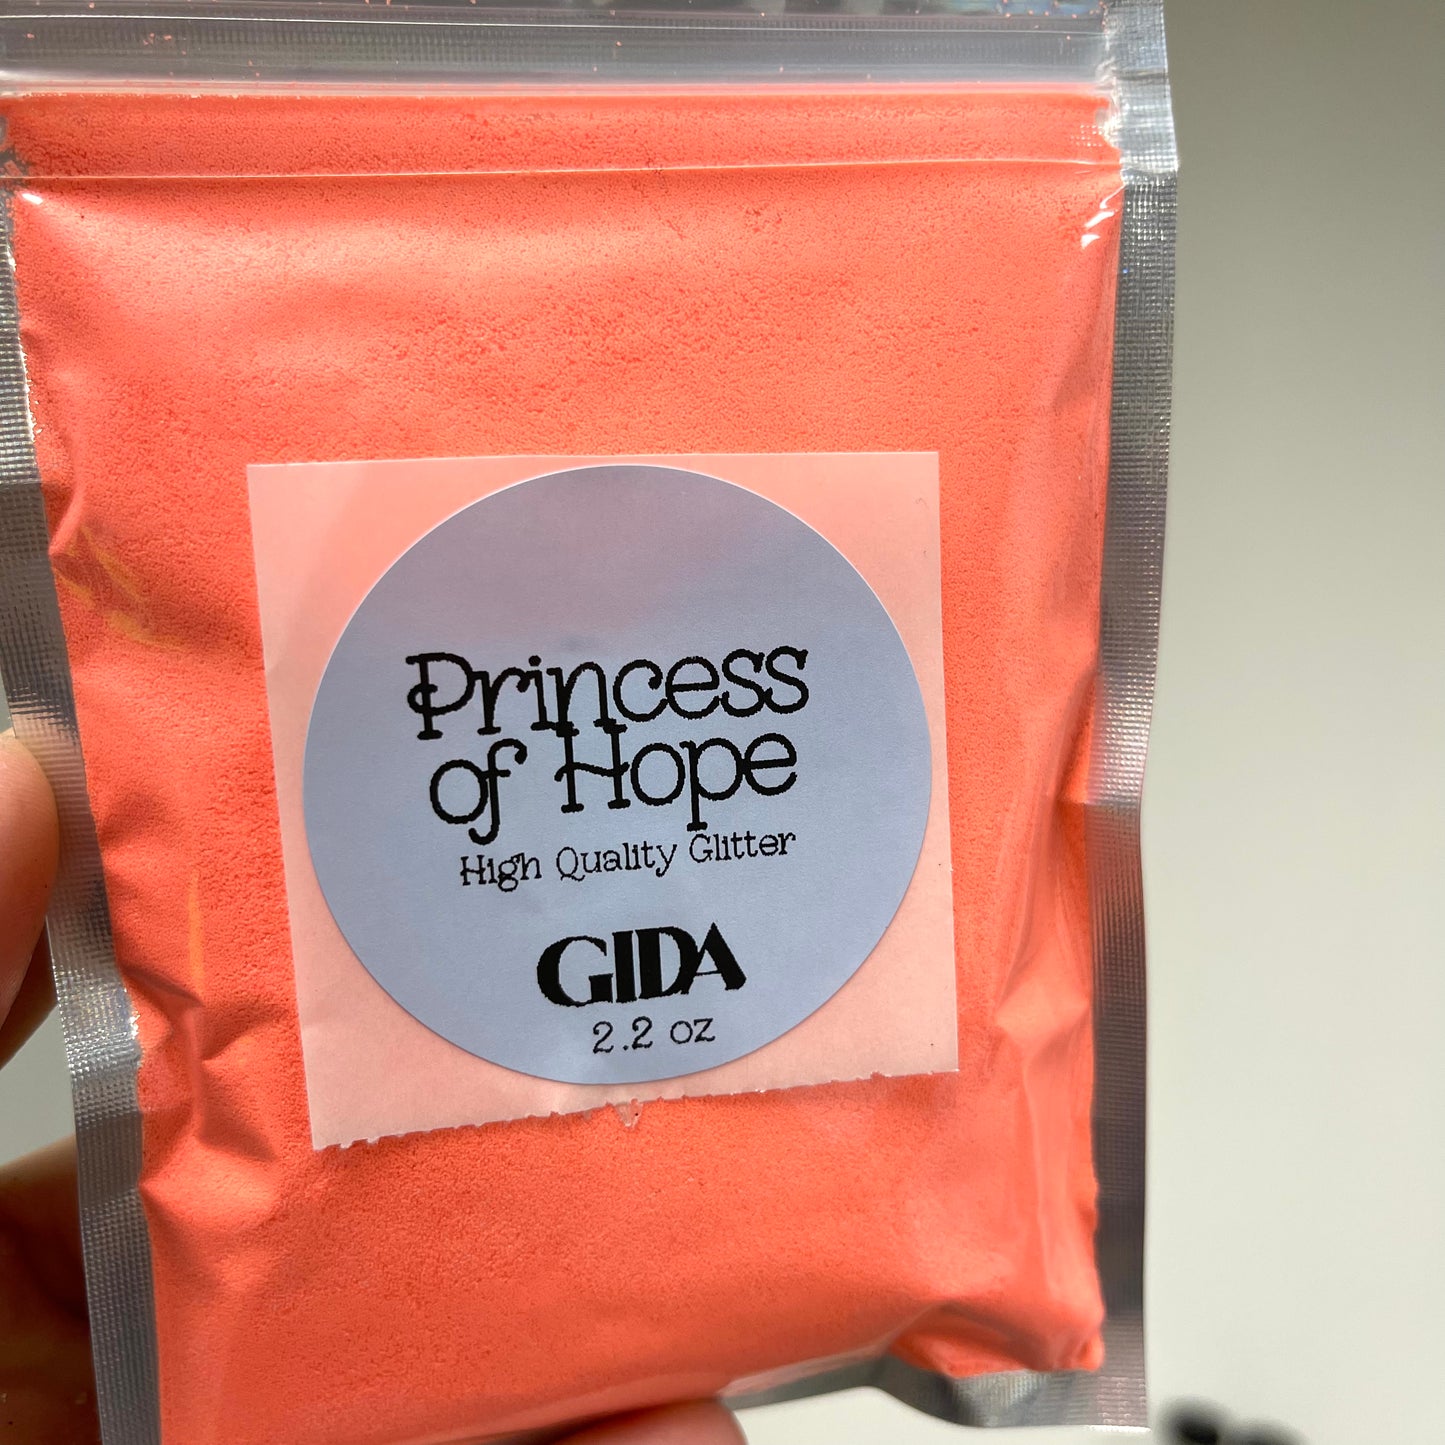 Princess
of Hope
High Quality Glitter
GIDA
2.2 oz